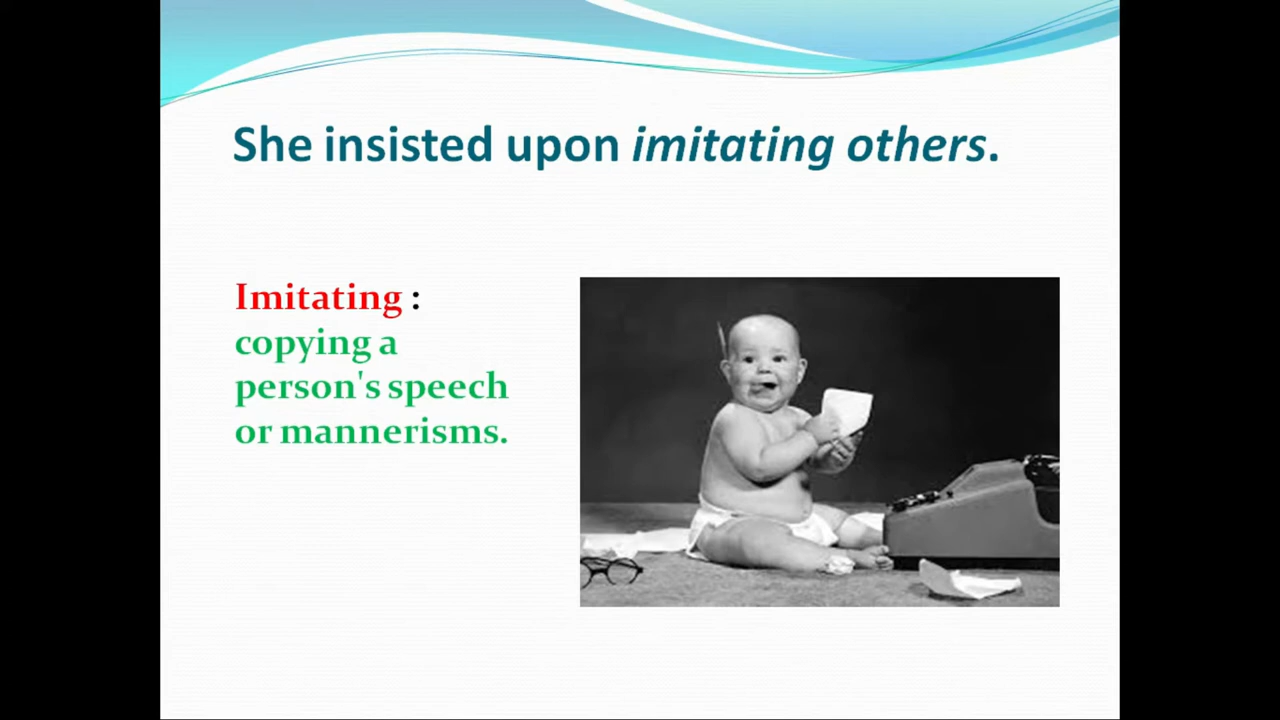 She insisted upon imitating others.
Imitating :
copying a
person's speech
or mannerisms.